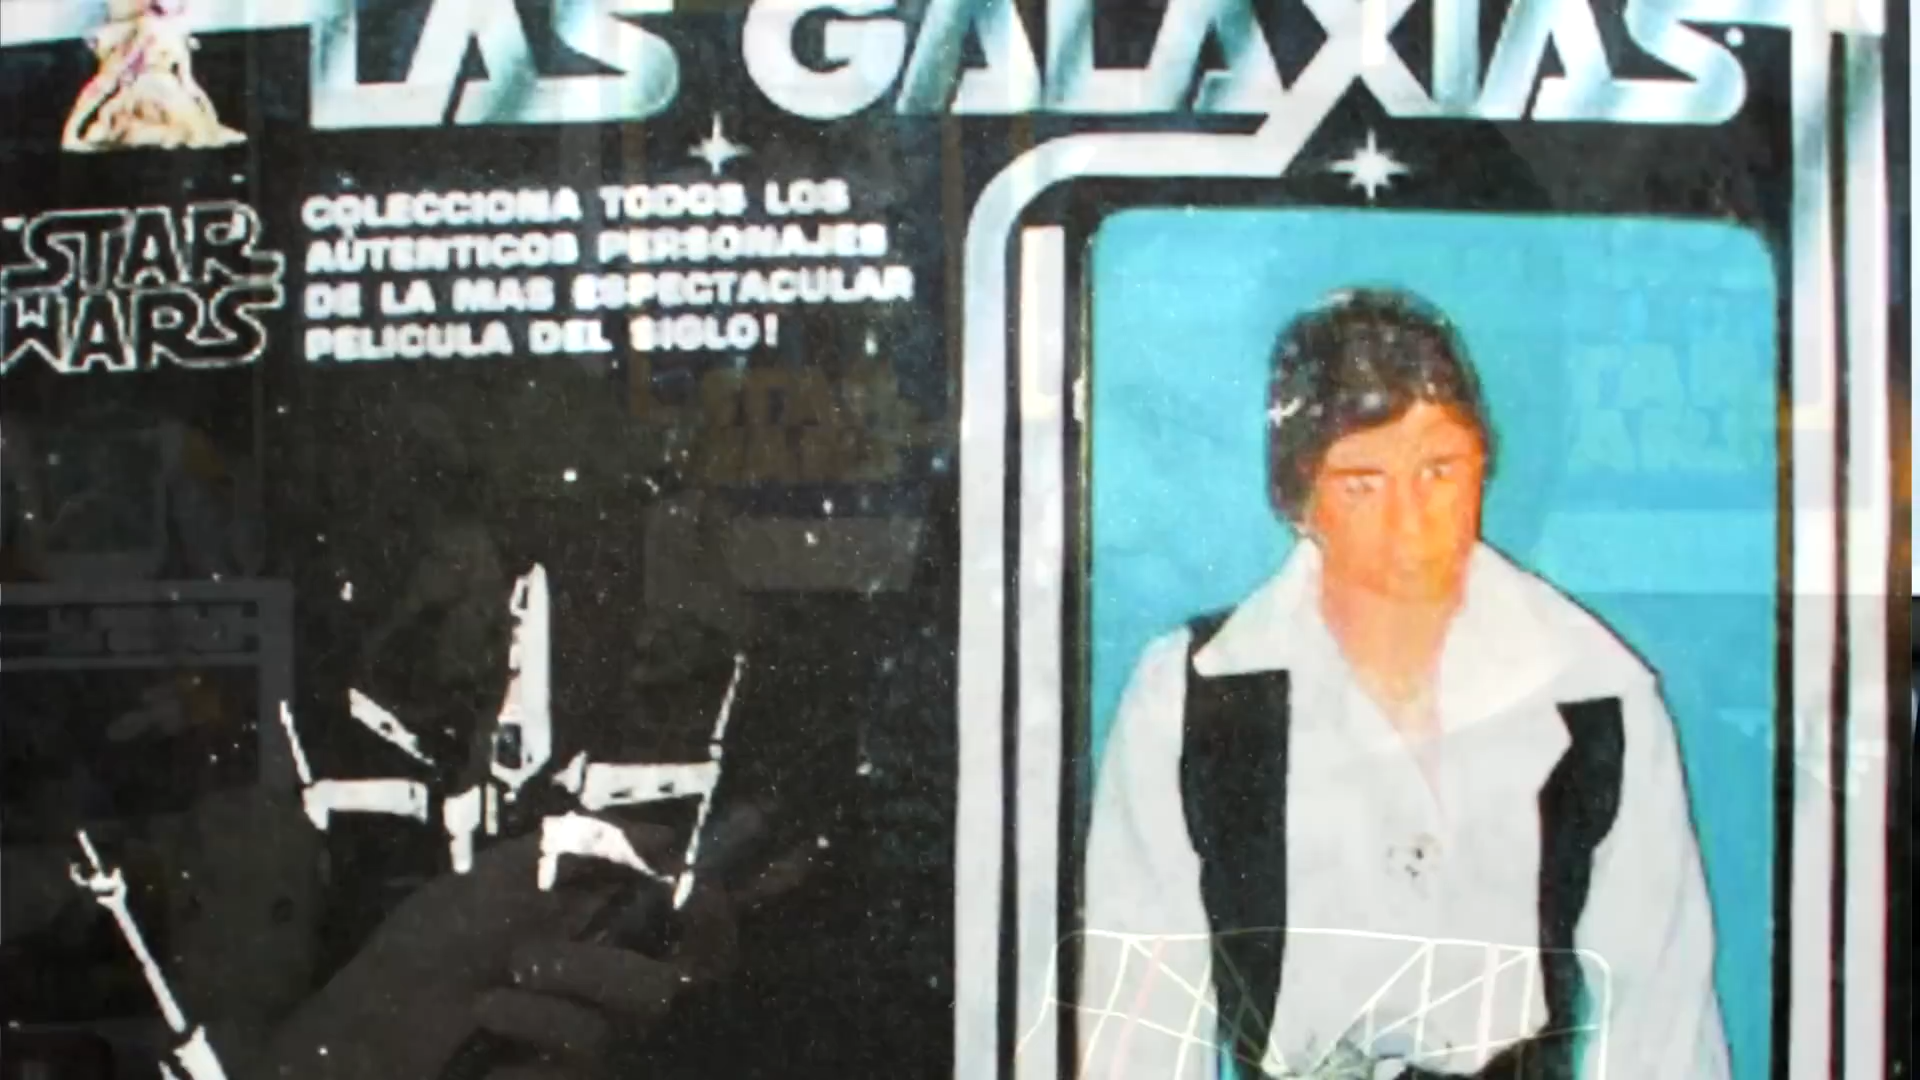 LAS GALAXIAS
STAR
WARS
COLECCIONA TODOS LOS
AUTENTICOS PERSONAJES
DE LA MAS ESPECTACULAR
PELICULA DEL SIGLO!